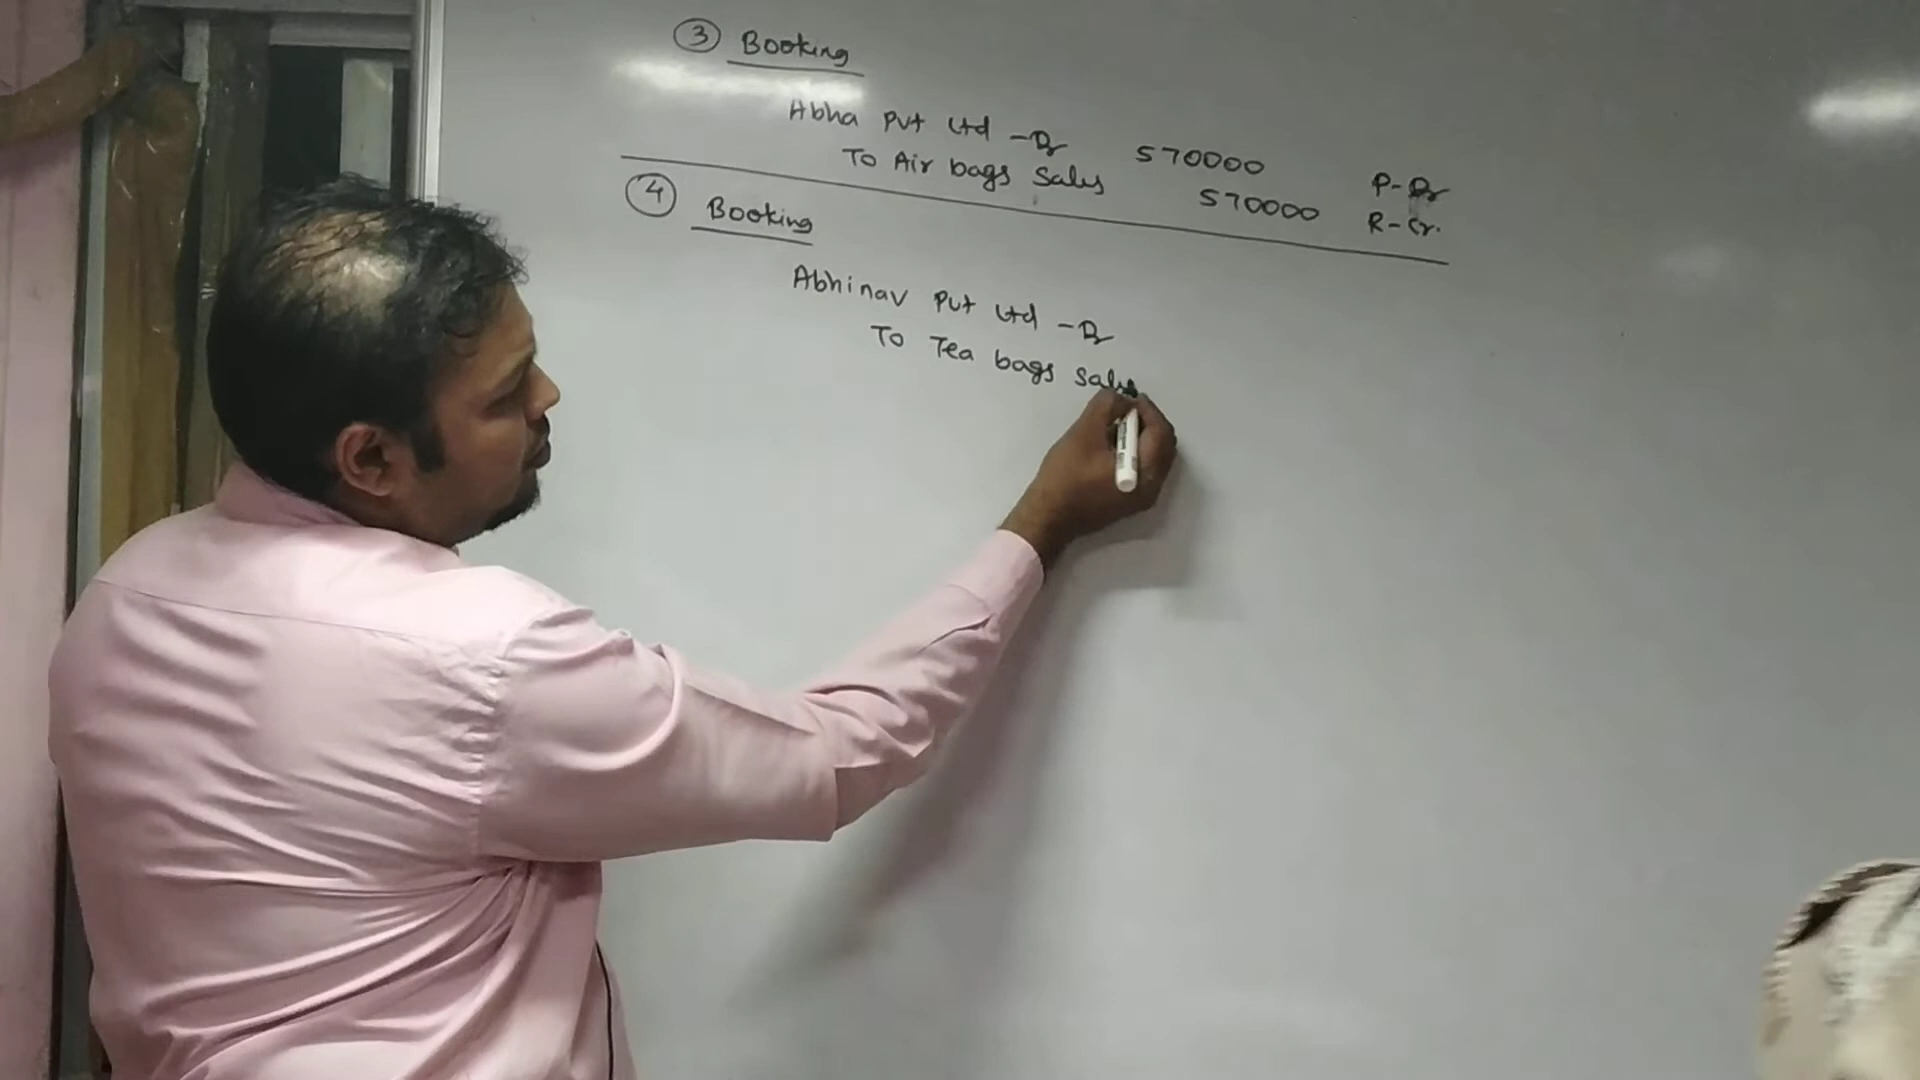 ③ Booking
Abha Pvt Ltd - Dr 570000 P-Dr
To Air bags Sales 570000 R-Cr.
④ Booking
Abhinav Pvt Ltd - Dr
To Tea bags Sales